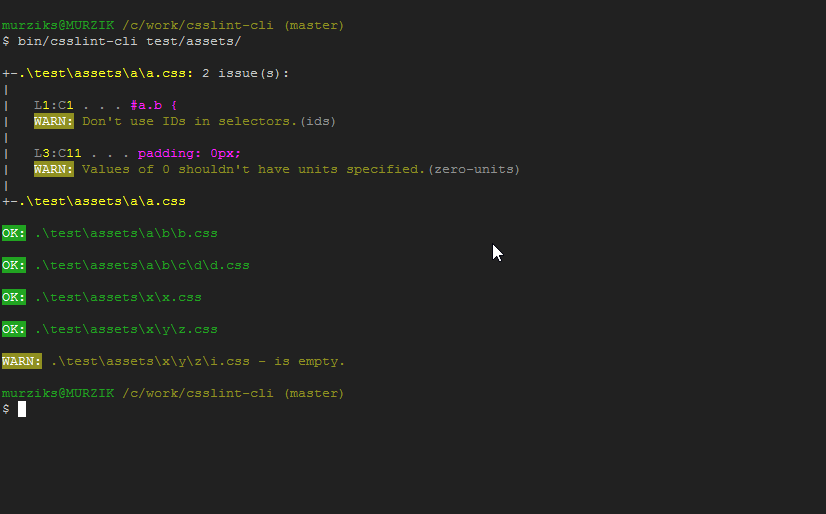 murziks@MURZIK /c/work/csslint-cli (master)
$ bin/csslint-cli test/assets/
+-.\test\assets\a\a.css: 2 issue(s):
|
| L1:C1 . . . #a.b {
| WARN: Don't use IDs in selectors.(ids)
|
| L3:C11 . . . padding: 0px;
| WARN: Values of 0 shouldn't have units specified.(zero-units)
|
+-.\test\assets\a\a.css
OK: .\test\assets\a\b\b.css
OK: .\test\assets\a\b\c\d\d.css
OK: .\test\assets\x\x.css
OK: .\test\assets\x\y\z.css
WARN: .\test\assets\x\y\z\i.css - is empty.
murziks@MURZIK /c/work/csslint-cli (master)
$